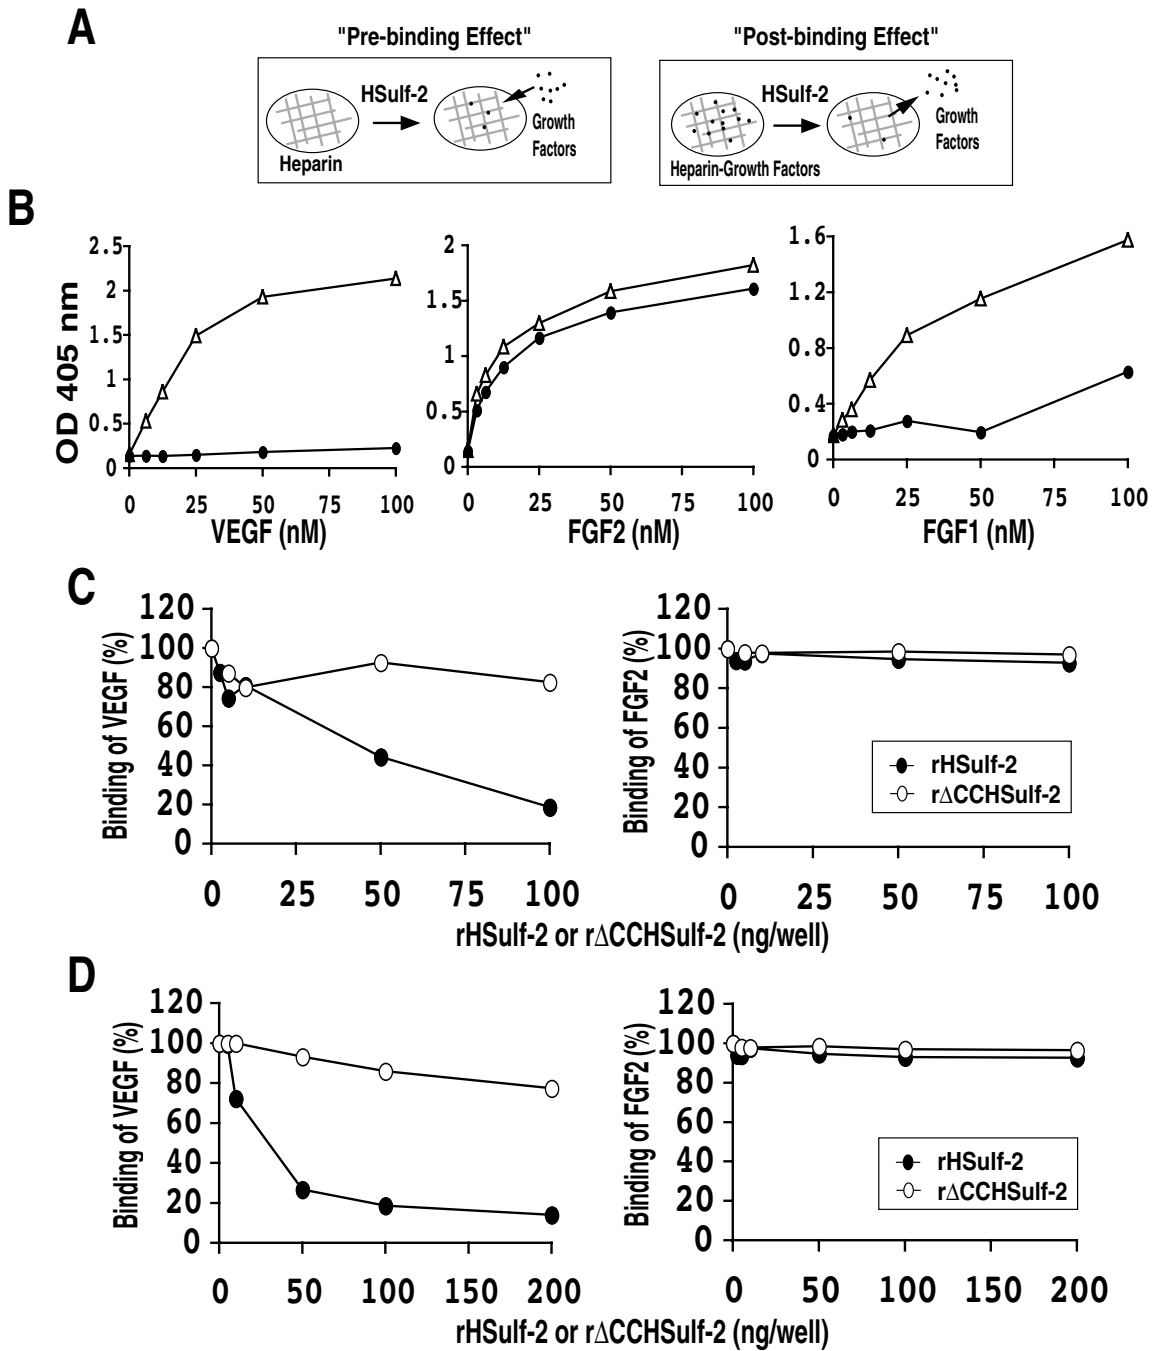 A
"Pre-binding Effect"
"Post-binding Effect"
HSulf-2
Growth
Factors
Heparin
HSulf-2
Growth
Factors
Heparin-Growth Factors
B
OD 405 nm
2.5
2
1.5
1
0.5
0
0 25 50 75 100
VEGF (nM)
2
1.5
1
0.5
0
0 25 50 75 100
FGF2 (nM)
1.6
1.2
0.8
0.4
0
0 25 50 75 100
FGF1 (nM)
C
Binding of VEGF (%)
120
100
80
60
40
20
0
0 25 50 75 100
Binding of FGF2 (%)
120
100
80
60
40
20
0
0 25 50 75 100
rHSulf-2
rΔCCHSulf-2
rHSulf-2 or rΔCCHSulf-2 (ng/well)
D
Binding of VEGF (%)
120
100
80
60
40
20
0
0 50 100 150 200
Binding of FGF2 (%)
120
100
80
60
40
20
0
0 50 100 150 200
rHSulf-2
rΔCCHSulf-2
rHSulf-2 or rΔCCHSulf-2 (ng/well)